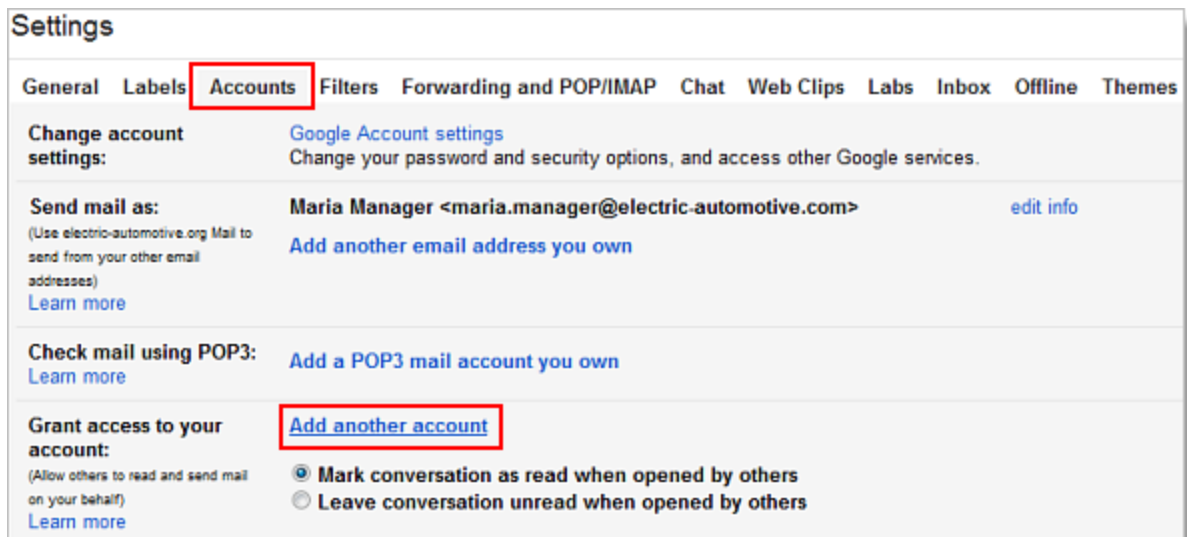 Settings
General Labels Accounts Filters Forwarding and POP/IMAP Chat Web Clips Labs Inbox Offline Themes
Change account
settings:
Google Account settings
Change your password and security options, and access other Google services.
Send mail as:
(Use electric-automotive.org Mail to
send from your other email
addresses)
Learn more
Maria Manager <maria.manager@electric-automotive.com>
edit info
Add another email address you own
Check mail using POP3:
Learn more
Add a POP3 mail account you own
Grant access to your
account:
(Allow others to read and send mail
on your behalf)
Learn more
Add another account
Mark conversation as read when opened by others
Leave conversation unread when opened by others